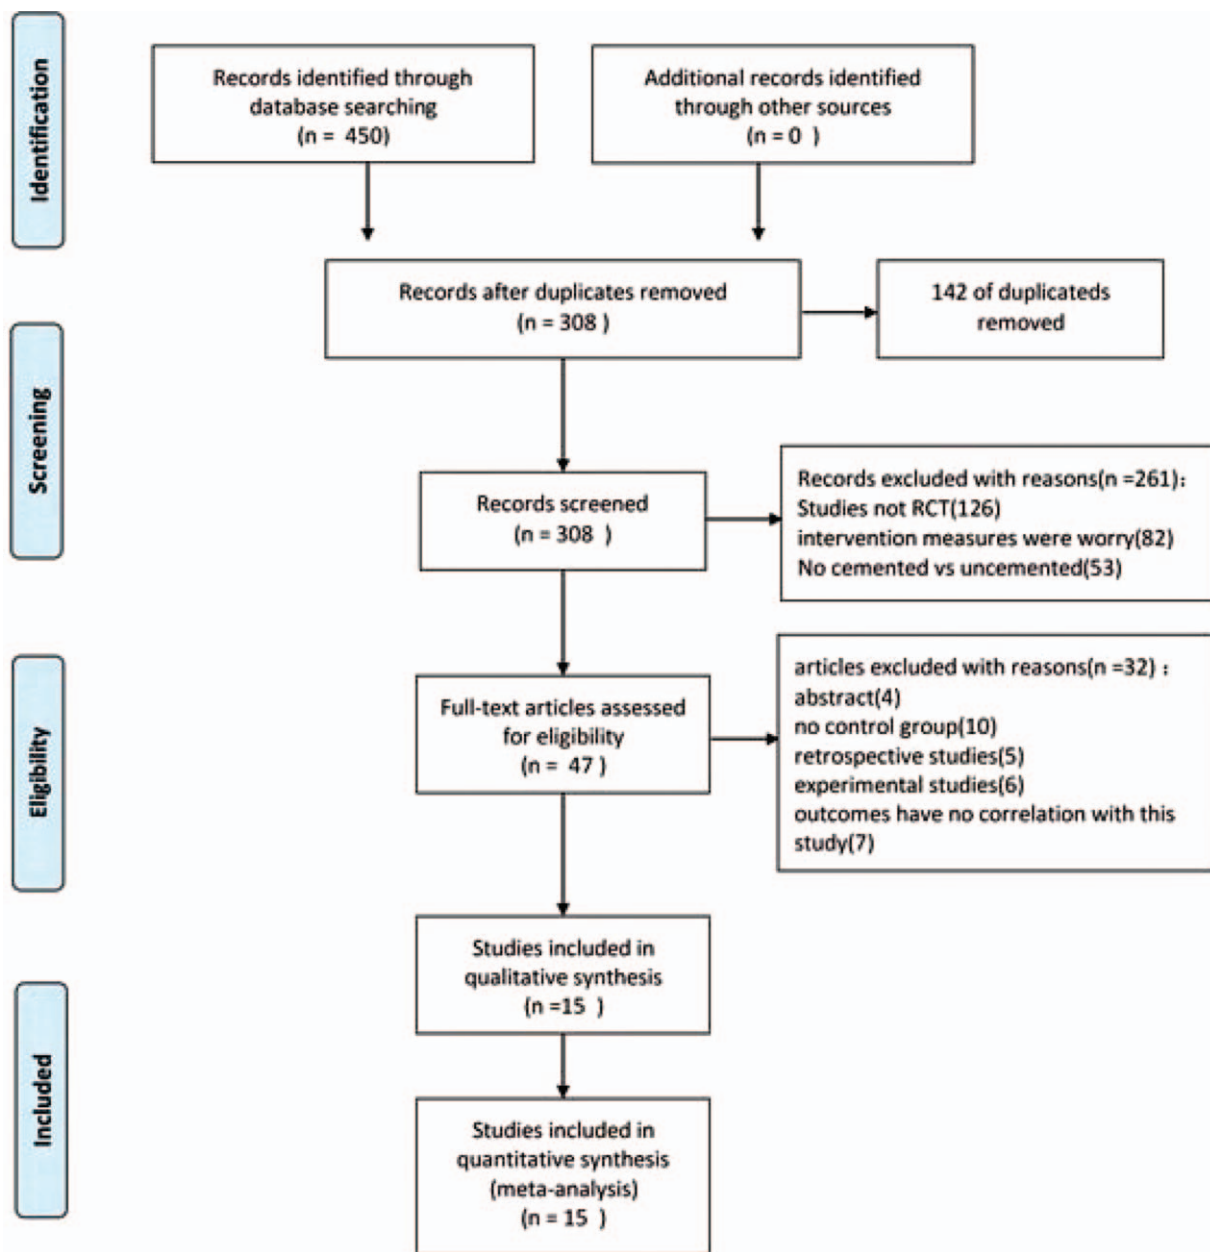 Identification
Records identified through
database searching
(n = 450)
Additional records identified
through other sources
(n = 0 )
Records after duplicates removed
(n = 308 )
142 of duplicateds
removed
Screening
Records screened
(n = 308 )
Records excluded with reasons(n =261):
Studies not RCT(126)
intervention measures were worry(82)
No cemented vs uncemented(53)
Eligibility
Full-text articles assessed
for eligibility
(n = 47 )
articles excluded with reasons(n =32) :
abstract(4)
no control group(10)
retrospective studies(5)
experimental studies(6)
outcomes have no correlation with this
study(7)
Included
Studies included in
qualitative synthesis
(n =15 )
Studies included in
quantitative synthesis
(meta-analysis)
(n = 15 )